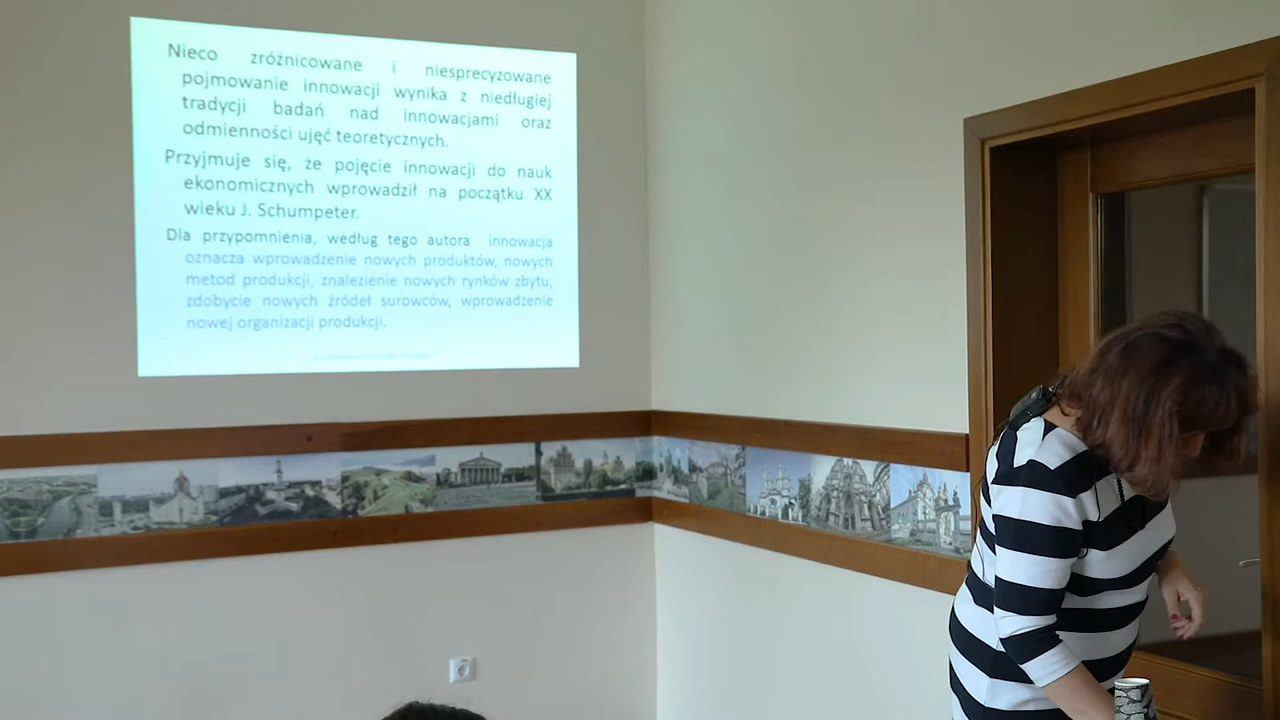 Nieco zróżnicowane i niesprecyzowane
pojmowanie innowacji wynika z niedługiej
tradycji badań nad innowacjami oraz
odmienności ujęć teoretycznych.
Przyjmuje się, że pojęcie innowacji do nauk
ekonomicznych wprowadził na początku XX
wieku J. Schumpeter.
Dla przypomnienia, według tego autora innowacja
oznacza wprowadzenie nowych produktów, nowych
metod produkcji, znalezienie nowych rynków zbytu,
zdobycie nowych źródeł surowców, wprowadzenie
nowej organizacji produkcji.